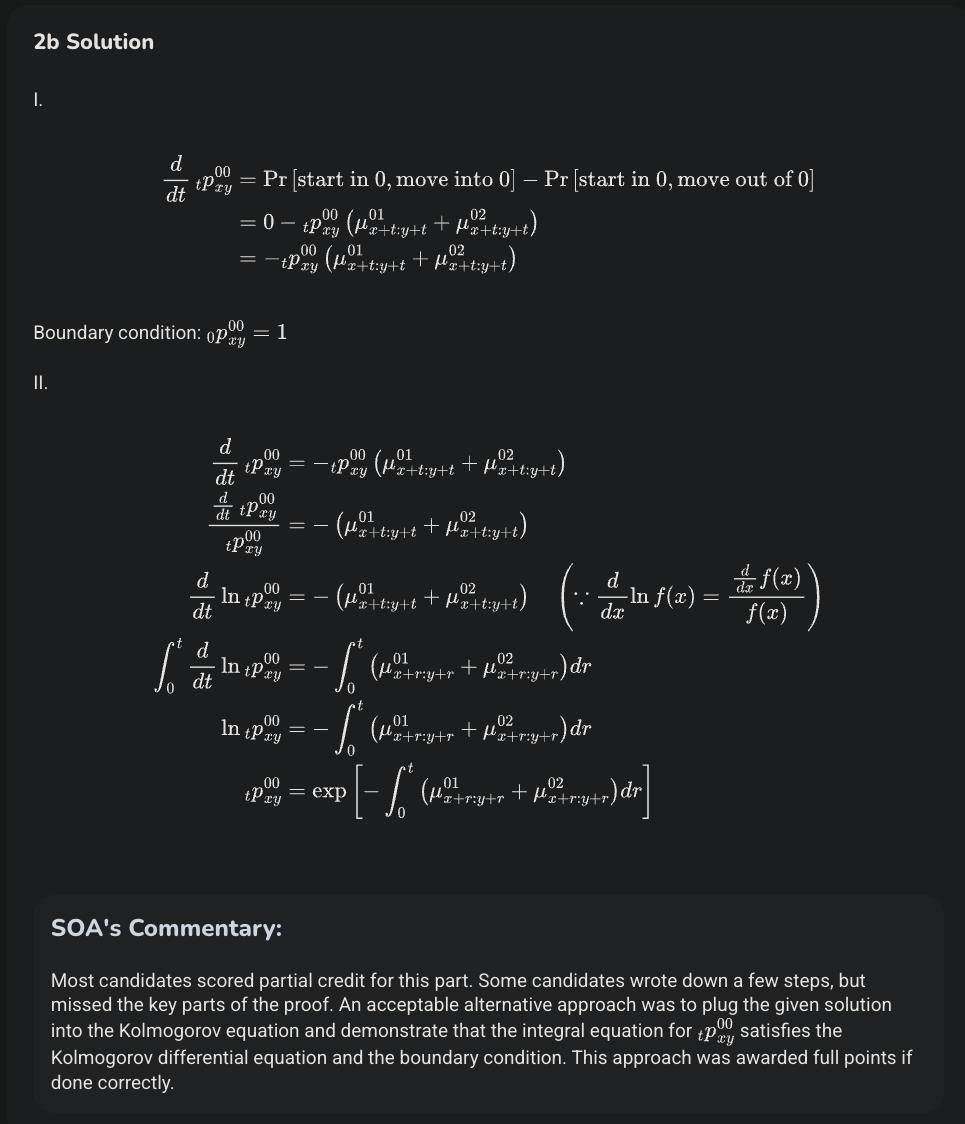 2b Solution
I.
$\frac{d}{dt} \, {}_tp_{xy}^{00} = \Pr[\text{start in } 0, \text{move into } 0] - \Pr[\text{start in } 0, \text{move out of } 0]$
$= 0 - {}_tp_{xy}^{00} \left( \mu_{x+t:y+t}^{01} + \mu_{x+t:y+t}^{02} \right)$
$= -{}_tp_{xy}^{00} \left( \mu_{x+t:y+t}^{01} + \mu_{x+t:y+t}^{02} \right)$
Boundary condition: ${}_0p_{xy}^{00} = 1$
II.
$\frac{d}{dt} \, {}_tp_{xy}^{00} = -{}_tp_{xy}^{00} \left( \mu_{x+t:y+t}^{01} + \mu_{x+t:y+t}^{02} \right)$
$\frac{\frac{d}{dt} \, {}_tp_{xy}^{00}}{{}_tp_{xy}^{00}} = -\left( \mu_{x+t:y+t}^{01} + \mu_{x+t:y+t}^{02} \right)$
$\frac{d}{dt} \ln {}_tp_{xy}^{00} = -\left( \mu_{x+t:y+t}^{01} + \mu_{x+t:y+t}^{02} \right) \quad \left( \because \frac{d}{dx} \ln f(x) = \frac{\frac{d}{dx} f(x)}{f(x)} \right)$
$\int_0^t \frac{d}{dt} \ln {}_tp_{xy}^{00} = -\int_0^t \left( \mu_{x+r:y+r}^{01} + \mu_{x+r:y+r}^{02} \right) dr$
$\ln {}_tp_{xy}^{00} = -\int_0^t \left( \mu_{x+r:y+r}^{01} + \mu_{x+r:y+r}^{02} \right) dr$
${}_tp_{xy}^{00} = \exp \left[ -\int_0^t \left( \mu_{x+r:y+r}^{01} + \mu_{x+r:y+r}^{02} \right) dr \right]$
SOA's Commentary:
Most candidates scored partial credit for this part. Some candidates wrote down a few steps, but
missed the key parts of the proof. An acceptable alternative approach was to plug the given solution
into the Kolmogorov equation and demonstrate that the integral equation for ${}_tp_{xy}^{00}$ satisfies the
Kolmogorov differential equation and the boundary condition. This approach was awarded full points if
done correctly.